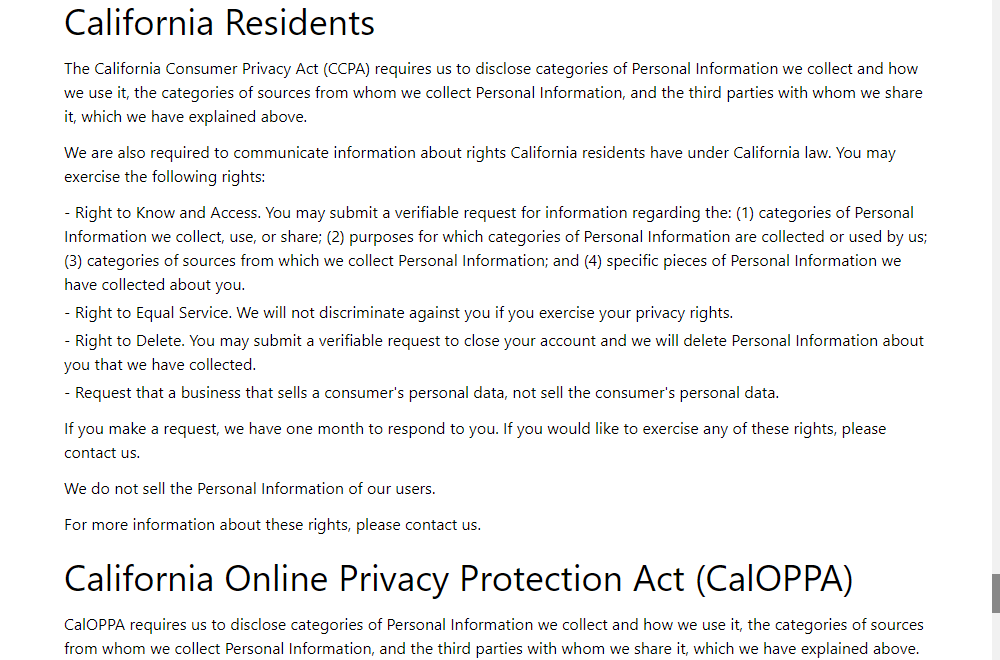 California Residents
The California Consumer Privacy Act (CCPA) requires us to disclose categories of Personal Information we collect and how
we use it, the categories of sources from whom we collect Personal Information, and the third parties with whom we share
it, which we have explained above.
We are also required to communicate information about rights California residents have under California law. You may
exercise the following rights:
- Right to Know and Access. You may submit a verifiable request for information regarding the: (1) categories of Personal
Information we collect, use, or share; (2) purposes for which categories of Personal Information are collected or used by us;
(3) categories of sources from which we collect Personal Information; and (4) specific pieces of Personal Information we
have collected about you.
- Right to Equal Service. We will not discriminate against you if you exercise your privacy rights.
- Right to Delete. You may submit a verifiable request to close your account and we will delete Personal Information about
you that we have collected.
- Request that a business that sells a consumer's personal data, not sell the consumer's personal data.
If you make a request, we have one month to respond to you. If you would like to exercise any of these rights, please
contact us.
We do not sell the Personal Information of our users.
For more information about these rights, please contact us.
California Online Privacy Protection Act (CalOPPA)
CalOPPA requires us to disclose categories of Personal Information we collect and how we use it, the categories of sources
from whom we collect Personal Information, and the third parties with whom we share it, which we have explained above.